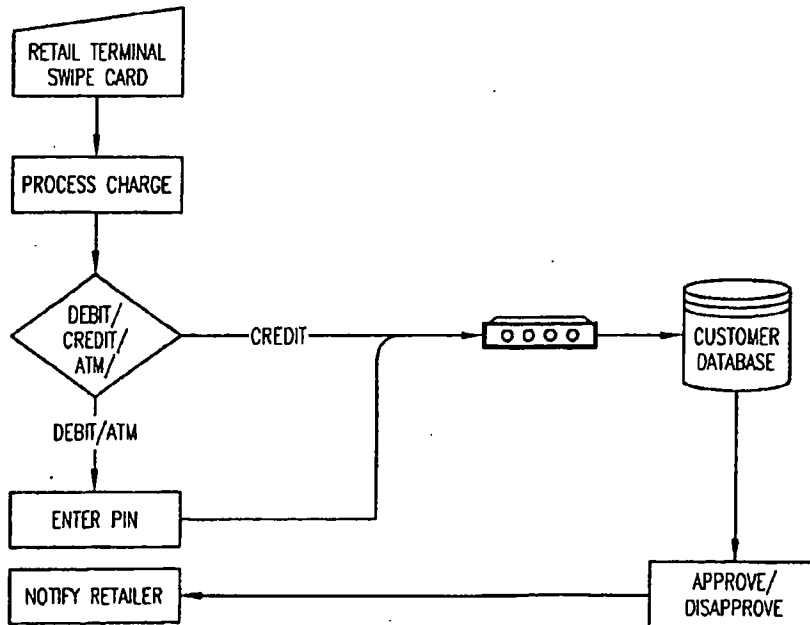 RETAIL TERMINAL
SWIPE CARD
PROCESS CHARGE
DEBIT/
CREDIT/
ATM/
CREDIT
CUSTOMER
DATABASE
DEBIT/ATM
ENTER PIN
NOTIFY RETAILER
APPROVE/
DISAPPROVE